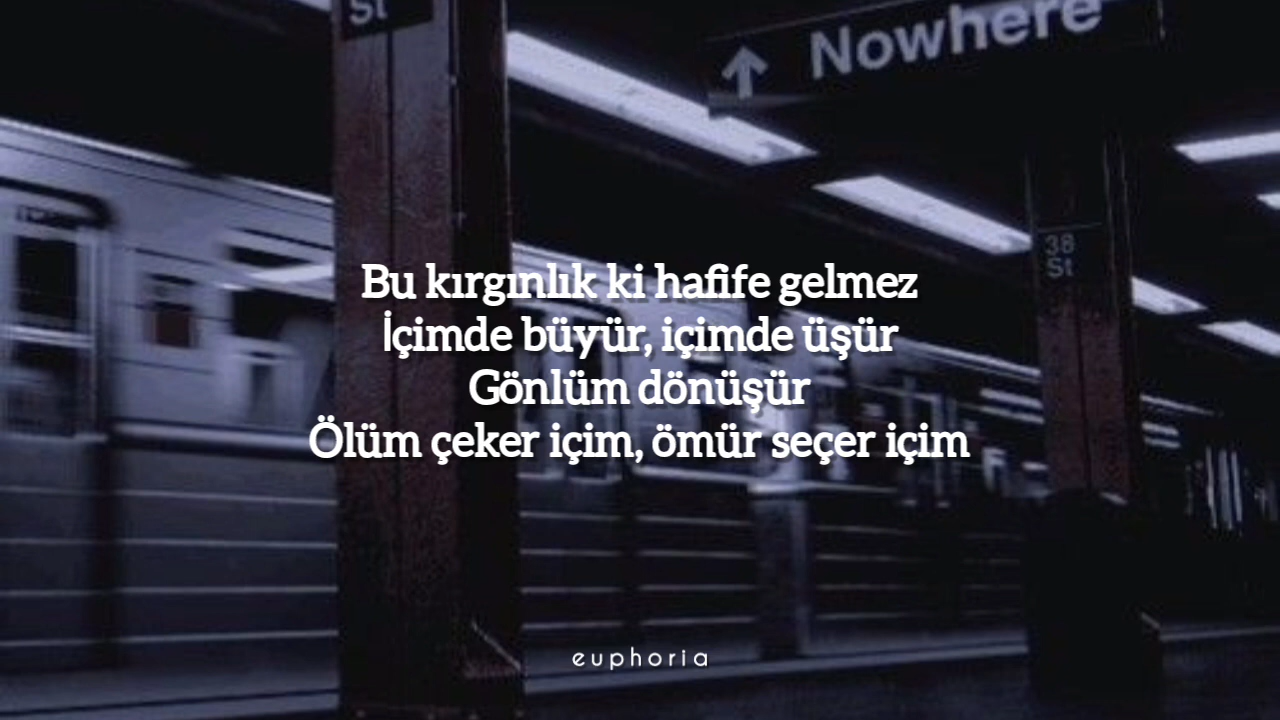 St
Nowhere
38
St
Bu kırgınlık ki hafife gelmez
İçimde büyür, içimde üşür
Gönlüm dönüşür
Ölüm çeker içim, ömür seçer içim
euphoria